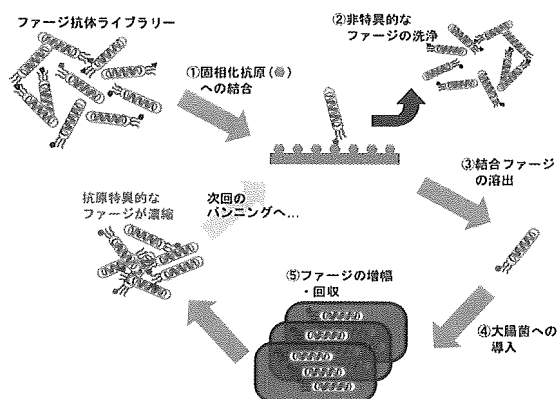 ファージ抗体ライブラリー
①固相化抗原(●)
への結合
②非特異的な
ファージの洗浄
③結合ファージ
の溶出
④大腸菌への
導入
⑤ファージの増幅
・回収
抗原特異的な
ファージが濃縮
次回の
パンニングへ…